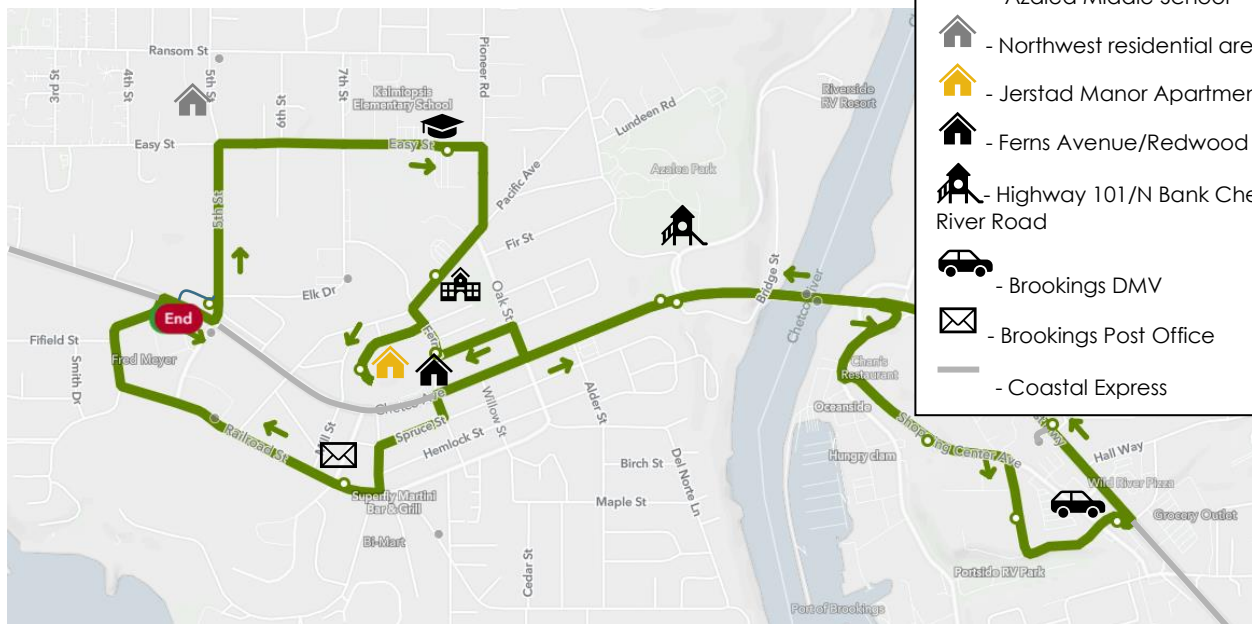 Azalea Middle School
- Northwest residential are
- Jerstad Manor Apartmen
- Ferns Avenue/Redwood
- Highway 101/N Bank Che
River Road
- Brookings DMV
- Brookings Post Office
- Coastal Express
Ransom St
3rd St
4th St
5th St
6th St
7th St
Pioneer Rd
Kalmiopsis
Elementary School
Easy St
Easy St
Lundeen Rd
Riverside
RV Resort
Azalea Park
Pacific Ave
5th St
Fir St
Elk Dr
Oak St
Bridge St
Chetco River
End
Fifield St
Fred Meyer
Smith Dr
Fern
Chetco Ave
Willow St
Alder St
Chan's
Restaurant
Oceanside
Mill St
Spruce St
Hemlock St
Railroad St
Shopping Center Ave
Hall Way
Hungry clam
Birch St
Del Norte Ln
Wild River Pizza
Superfly Martini
Bar & Grill
Maple St
Grocery Outlet
Bi-Mart
Cedar St
Portside RV Park
Port of Brookings